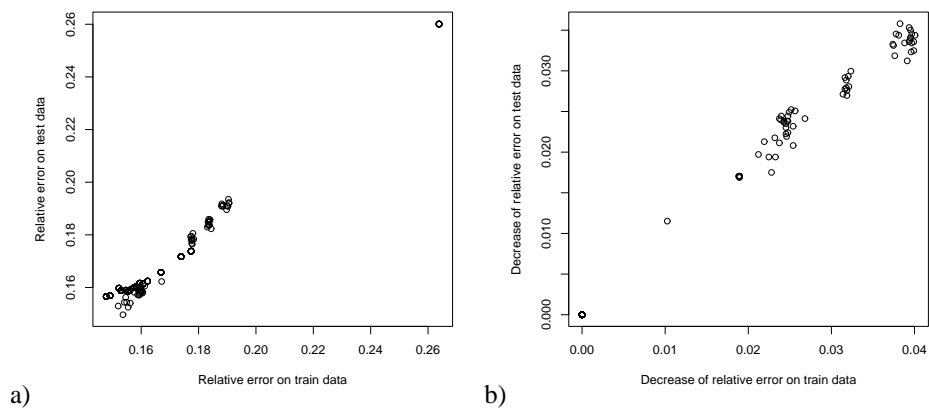 0.16 0.18 0.20 0.22 0.24 0.26
0.16 0.18 0.20 0.22 0.24 0.26
Relative error on train data
Relative error on test data
a)
0.00 0.01 0.02 0.03 0.04
0.000 0.010 0.020 0.030
Decrease of relative error on train data
Decrease of relative error on test data
b)